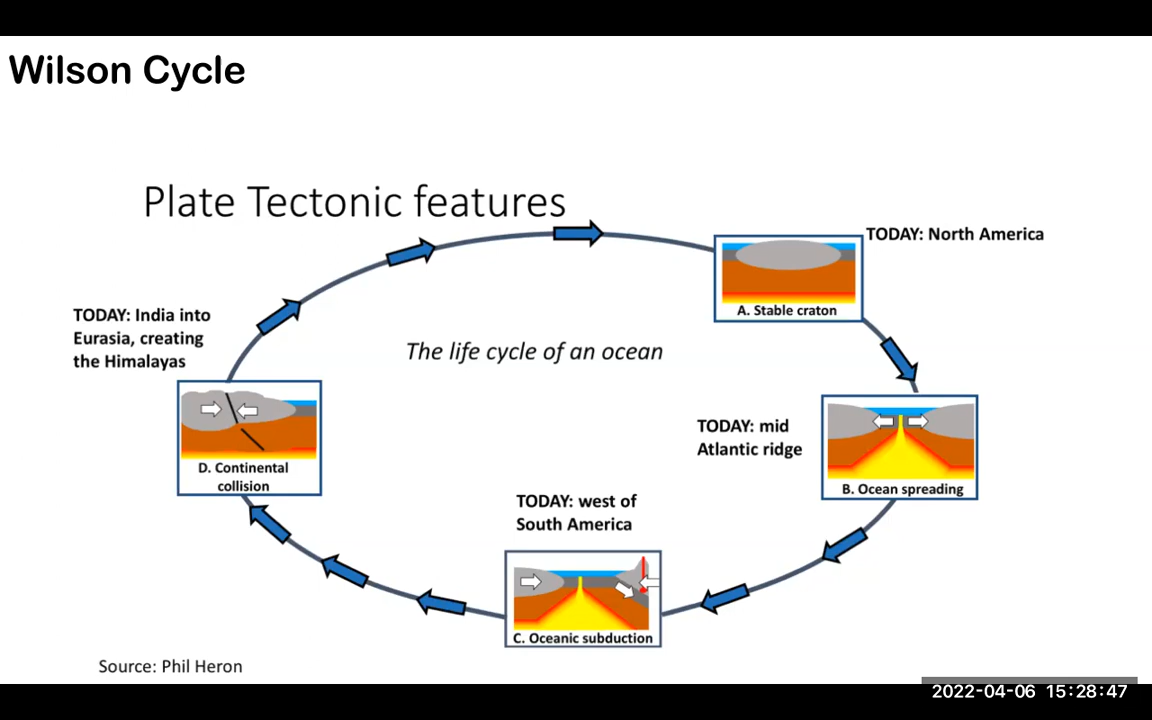 Wilson Cycle
Plate Tectonic features
TODAY: North America
A. Stable craton
TODAY: India into
Eurasia, creating
the Himalayas
The life cycle of an ocean
D. Continental
collision
TODAY: mid
Atlantic ridge
B. Ocean spreading
TODAY: west of
South America
C. Oceanic subduction
Source: Phil Heron
2022-04-06 15:28:47